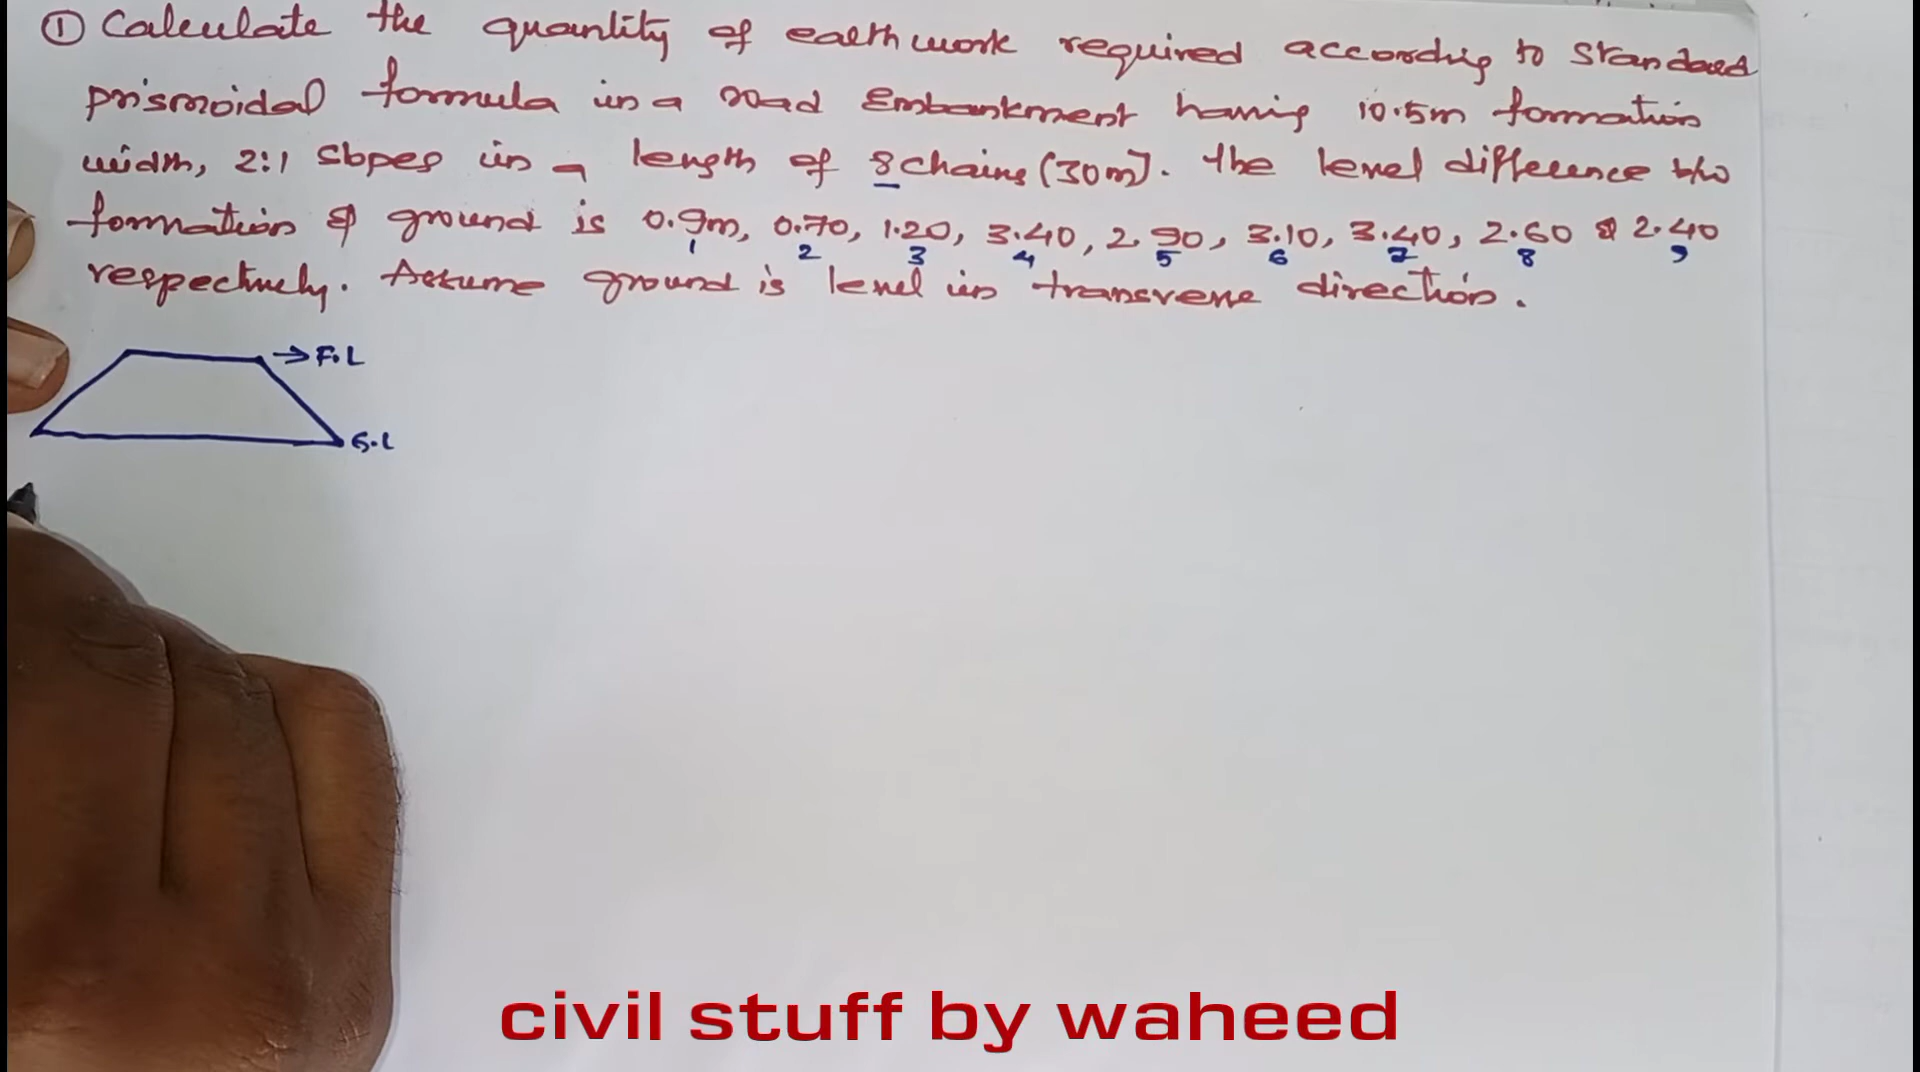 ① Calculate the quantity of earthwork required according to standard
prismoidal formula in a road Embankment having 10.5m formation
width, 2:1 slopes in a length of 8 chains (30m). The level difference b/w
formation & ground is 0.9m, 0.70, 1.20, 3.40, 2.90, 3.10, 3.40, 2.60 & 2.40
1 2 3 4 5 6 7 8 9
respectively. Assume ground is level in transverse direction.
→ F.L
G.L
civil stuff by waheed